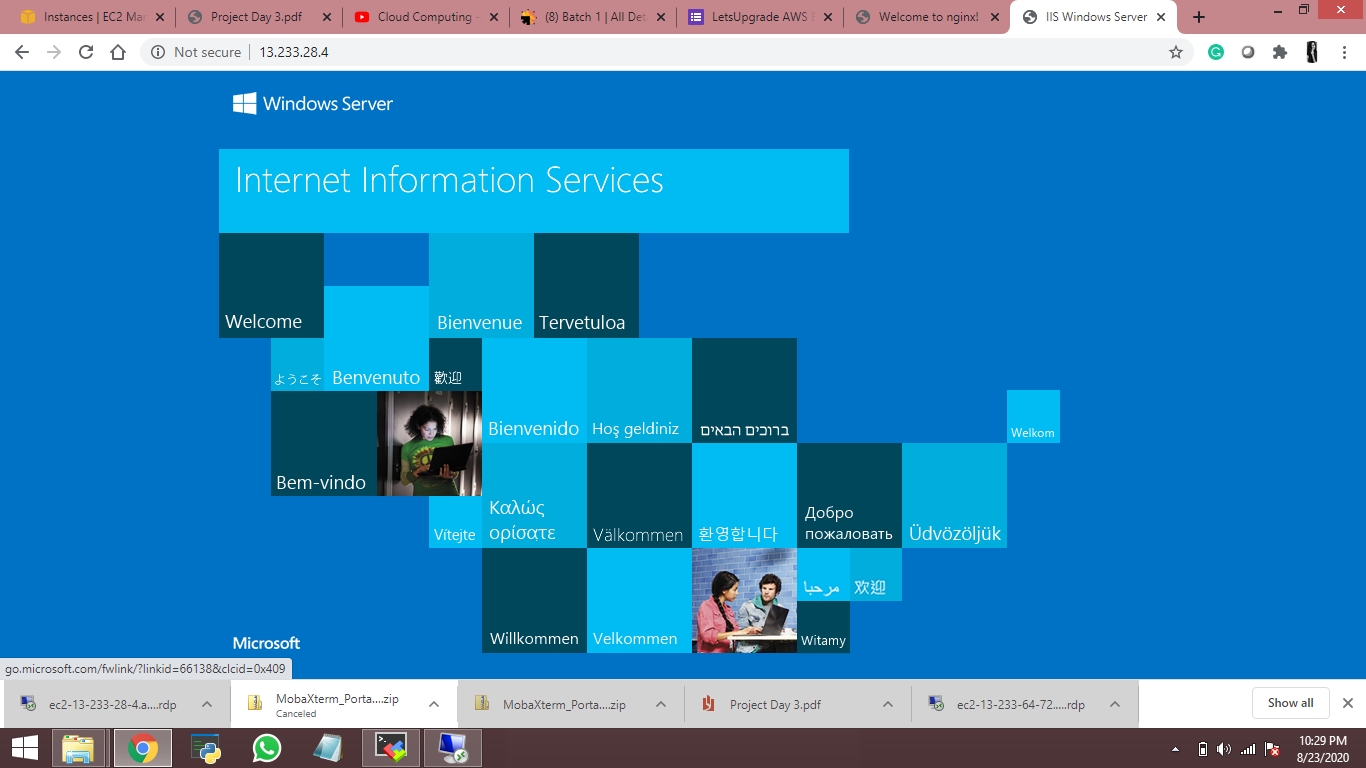 Instances | EC2 Mar
Project Day 3.pdf
Cloud Computing -
(8) Batch 1 | All Det
LetsUpgrade AWS E
Welcome to nginx!
IIS Windows Server
Not secure
13.233.28.4
Windows Server
Internet Information Services
Welcome
Bienvenue
Tervetuloa
ようこそ
Benvenuto
歡迎
Bienvenido
Hoş geldiniz
ברוכים הבאים
Welkom
Bem-vindo
Vítejte
Καλώς
ορίσατε
Välkommen
환영합니다
Добро
пожаловать
Üdvözöljük
Willkommen
Velkommen
مرحبا
欢迎
Witamy
Microsoft
go.microsoft.com/fwlink/?linkid=66138&clcid=0x409
ec2-13-233-28-4.a....rdp
MobaXterm_Porta....zip
Canceled
MobaXterm_Porta....zip
Project Day 3.pdf
ec2-13-233-64-72.....rdp
Show all
10:29 PM
8/23/2020